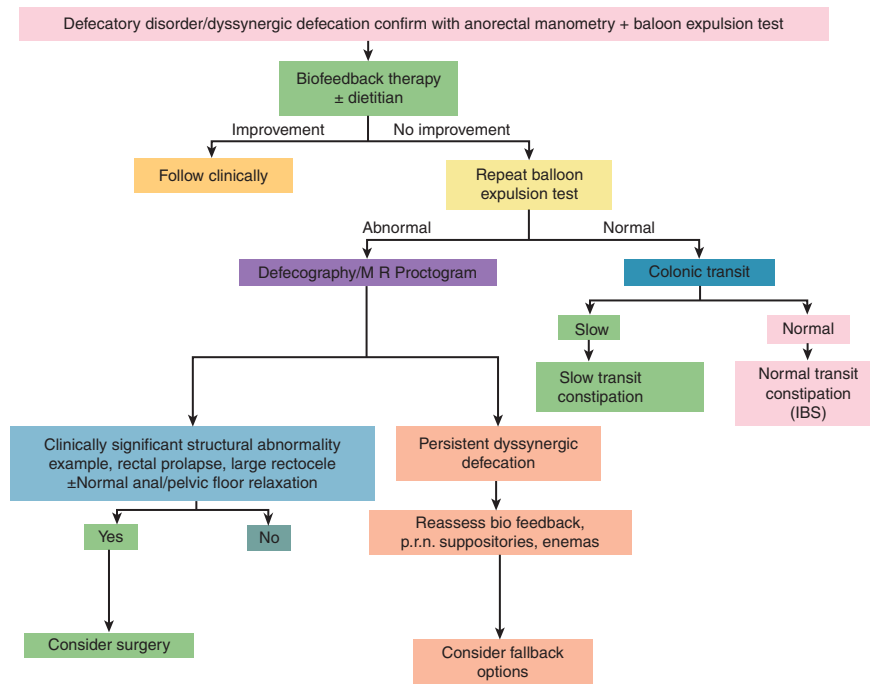 Defecatory disorder/dyssynergic defecation confirm with anorectal manometry + baloon expulsion test
Biofeedback therapy
± dietitian
Improvement
No improvement
Follow clinically
Repeat balloon
expulsion test
Abnormal
Normal
Defecography/M R Proctogram
Colonic transit
Slow
Normal
Slow transit
constipation
Normal transit
constipation
(IBS)
Clinically significant structural abnormality
example, rectal prolapse, large rectocele
±Normal anal/pelvic floor relaxation
Persistent dyssynergic
defecation
Yes
No
Reassess bio feedback,
p.r.n. suppositories, enemas
Consider surgery
Consider fallback
options